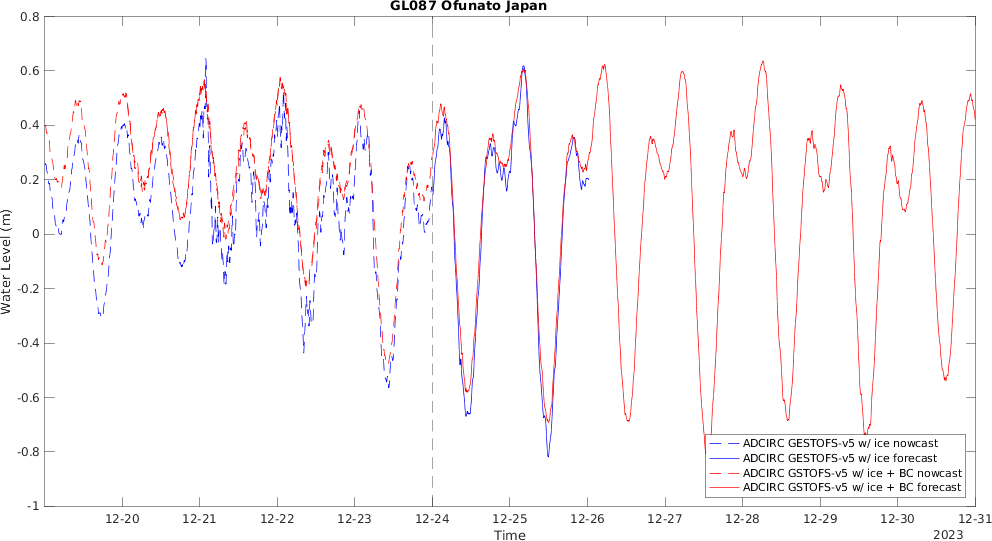 GL087 Ofunato Japan
0.8
0.6
0.4
0.2
0
-0.2
-0.4
-0.6
-0.8
-1
Water Level (m)
ADCIRC GESTOFS-v5 w/ ice nowcast
ADCIRC GESTOFS-v5 w/ ice forecast
ADCIRC GSTOFS-v5 w/ ice + BC nowcast
ADCIRC GSTOFS-v5 w/ ice + BC forecast
12-20 12-21 12-22 12-23 12-24 12-25 12-26 12-27 12-28 12-29 12-30 12-31
Time
2023